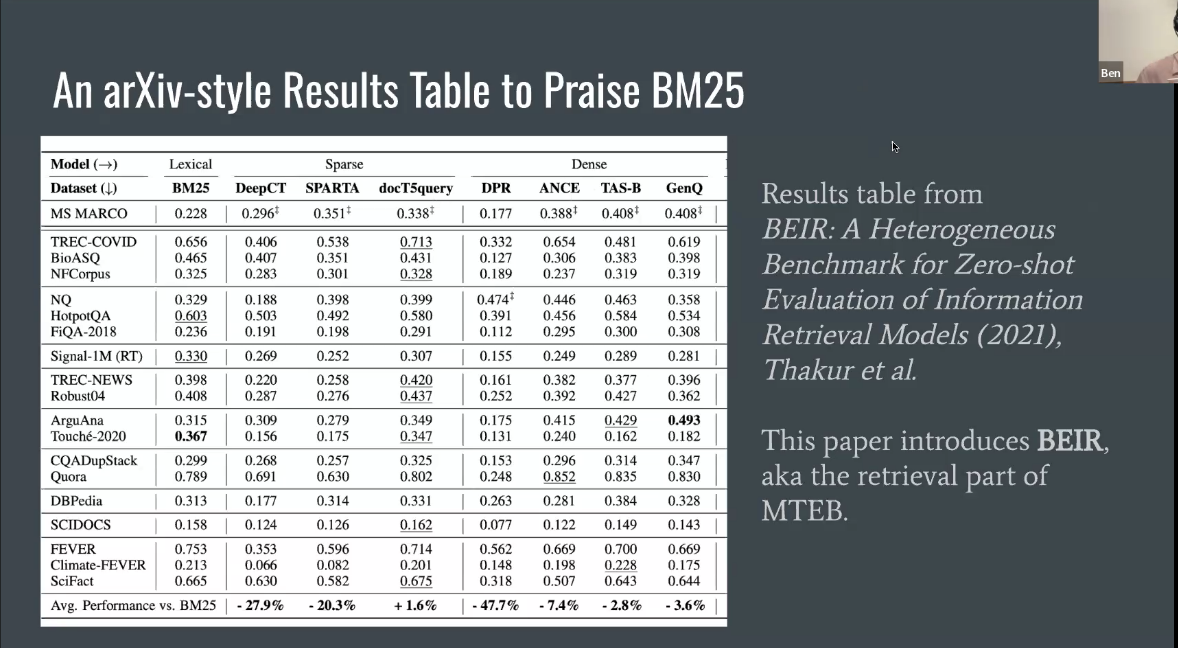 Ben
An arXiv-style Results Table to Praise BM25
Model (→) Lexical Sparse Dense
Dataset (↓) BM25 DeepCT SPARTA docT5query DPR ANCE TAS-B GenQ
MS MARCO 0.228 0.296‡ 0.351‡ 0.338‡ 0.177 0.388‡ 0.408‡ 0.408‡
TREC-COVID 0.656 0.406 0.538 0.713 0.332 0.654 0.481 0.619
BioASQ 0.465 0.407 0.351 0.431 0.127 0.306 0.383 0.398
NFCorpus 0.325 0.283 0.301 0.328 0.189 0.237 0.319 0.319
NQ 0.329 0.188 0.398 0.399 0.474‡ 0.446 0.463 0.358
HotpotQA 0.603 0.503 0.492 0.580 0.391 0.456 0.584 0.534
FiQA-2018 0.236 0.191 0.198 0.291 0.112 0.295 0.300 0.308
Signal-1M (RT) 0.330 0.269 0.252 0.307 0.155 0.249 0.289 0.281
TREC-NEWS 0.398 0.220 0.258 0.420 0.161 0.382 0.377 0.396
Robust04 0.408 0.287 0.276 0.437 0.252 0.392 0.427 0.362
ArguAna 0.315 0.309 0.279 0.349 0.175 0.415 0.429 0.493
Touché-2020 0.367 0.156 0.175 0.347 0.131 0.240 0.162 0.182
CQADupStack 0.299 0.268 0.257 0.325 0.153 0.296 0.314 0.347
Quora 0.789 0.691 0.630 0.802 0.248 0.852 0.835 0.830
DBPedia 0.313 0.177 0.314 0.331 0.263 0.281 0.384 0.328
SCIDOCS 0.158 0.124 0.126 0.162 0.077 0.122 0.149 0.143
FEVER 0.753 0.353 0.596 0.714 0.562 0.669 0.700 0.669
Climate-FEVER 0.213 0.066 0.082 0.201 0.148 0.198 0.228 0.175
SciFact 0.665 0.630 0.582 0.675 0.318 0.507 0.643 0.644
Avg. Performance vs. BM25 - 27.9% - 20.3% + 1.6% - 47.7% - 7.4% - 2.8% - 3.6%
Results table from
BEIR: A Heterogeneous
Benchmark for Zero-shot
Evaluation of Information
Retrieval Models (2021),
Thakur et al.
This paper introduces BEIR,
aka the retrieval part of
MTEB.